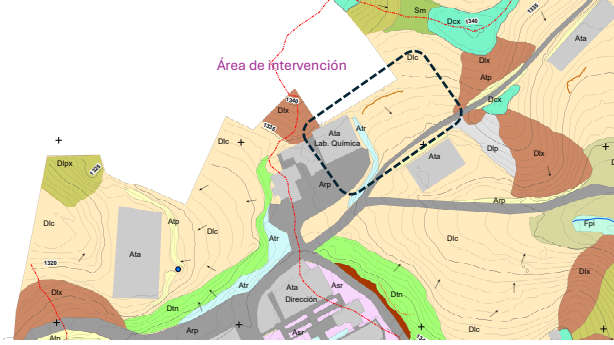 1335
Sm
Dcx 1340
Ata
Dlc
Área de intervención
Dlx
Atp
1340
Dcx
Dlx
1335
Ata
Atr
Dlc
Lab. Química
Ata
Dlp
Dlx
Dlpx
1325
Arp
Arp
Dlc
Atp
Dlc
Fpi
Atr
Dlc
Ata
1320
Dlx
Atr
Ata
Asr
Dlx
Dirección
Dtn
Dtn
Arp
Asr
Dlc
Atp